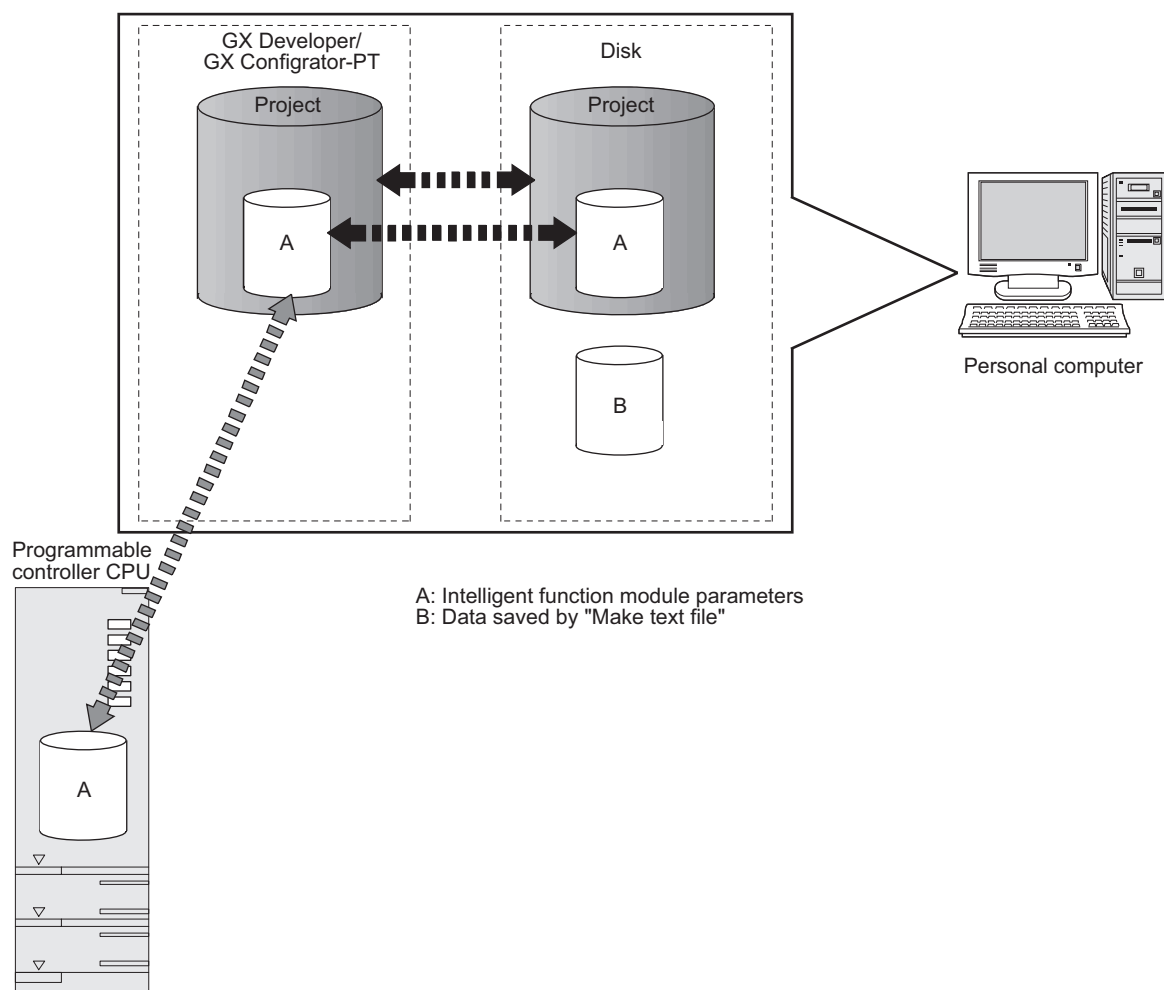 GX Developer/
GX Configrator-PT
Disk
Project
Project
A
A
B
Personal computer
Programmable
controller CPU
A
A: Intelligent function module parameters
B: Data saved by "Make text file"